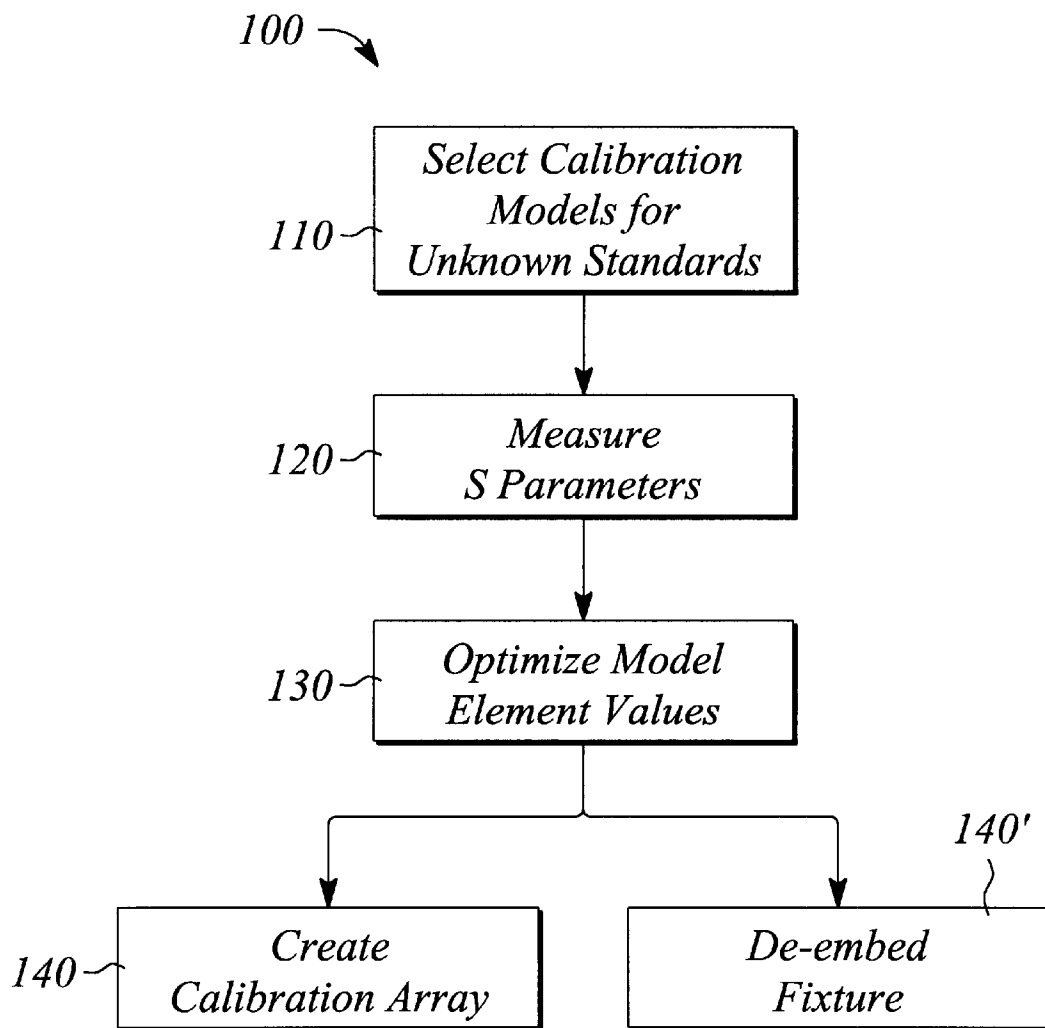 100
Select Calibration
Models for
110
Unknown Standards
Measure
120
S Parameters
Optimize Model
130
Element Values
140'
Create
140
Calibration Array
De-embed
Fixture